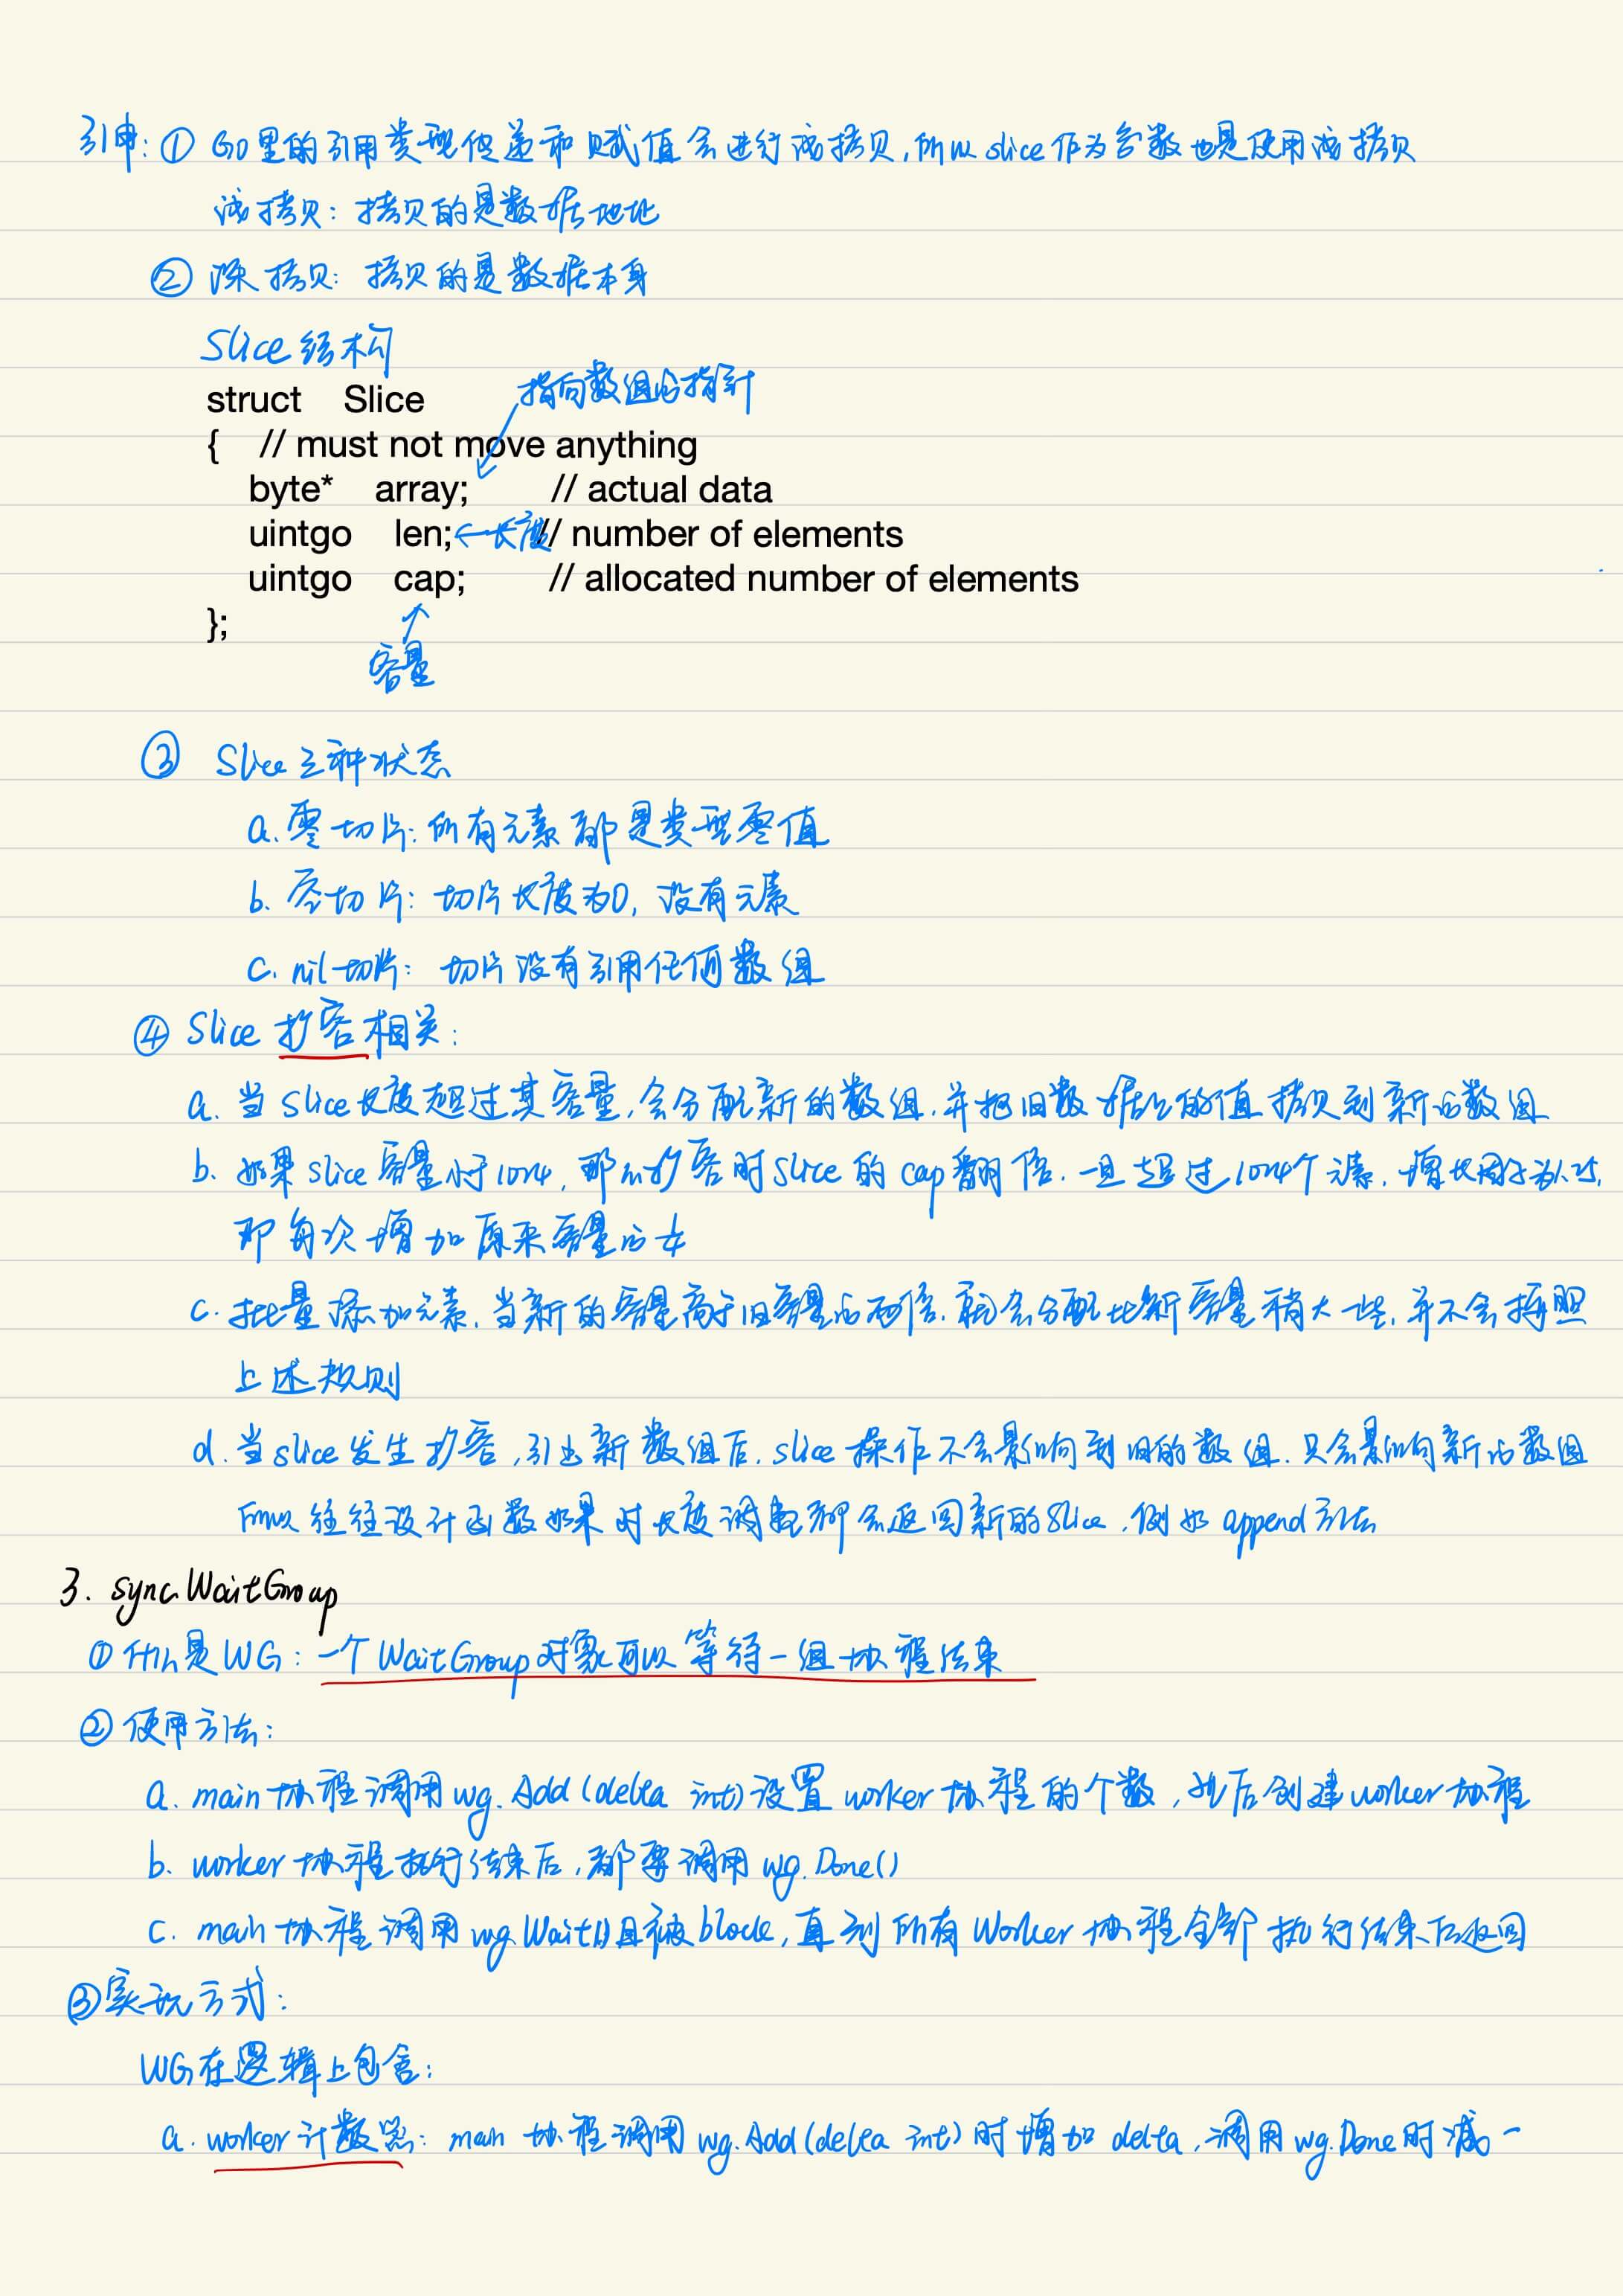 引申: ① Go里的引用类型传递和赋值会进行浅拷贝,所以slice作为参数也是使用浅拷贝
浅拷贝: 拷贝的是数据地址
② 深拷贝: 拷贝的是数据本身
Slice 结构
指向数组的指针
struct Slice
{ // must not move anything
byte* array; // actual data
uintgo len; ←长度 // number of elements
uintgo cap; // allocated number of elements
};
容量
③ Slice 三种状态
a. 零切片: 所有元素都是类型零值
b. 空切片: 切片长度为0, 没有元素
c. nil切片: 切片没有引用任何数组
④ Slice 扩容相关:
a. 当 slice长度超过其容量,会分配新的数组.并把旧数据上的值拷贝到新的数组
b. 如果slice容量小于1024, 那么扩容时slice的cap翻倍.一旦超过1024个元素,增长因子为1.25,
即每次增加原来容量的¼
c. 批量添加元素,当新的容量高于旧容量的两倍,就会分配比新容量稍大一些,并不会按照
上述规则
d. 当slice发生扩容,引出新数组后,slice操作不会影响到旧的数组.只会影响新的数组
所以往往设计函数如果对长度调整都会返回新的Slice,例如append方法
3. sync.WaitGroup
① 什么是WG: 一个WaitGroup对象可以等待一组协程结束
② 使用方法:
a. main协程调用wg.Add(delta int)设置worker协程的个数,然后创建worker协程
b. worker协程执行结束后,都要调用wg.Done()
c. main协程调用wg.Wait()且被block,直到所有Worker协程全部执行结束后返回
③ 实现方式:
WG在逻辑上包含:
a. worker计数器: main协程调用wg.Add(delta int)时增加delta,调用wg.Done时减一